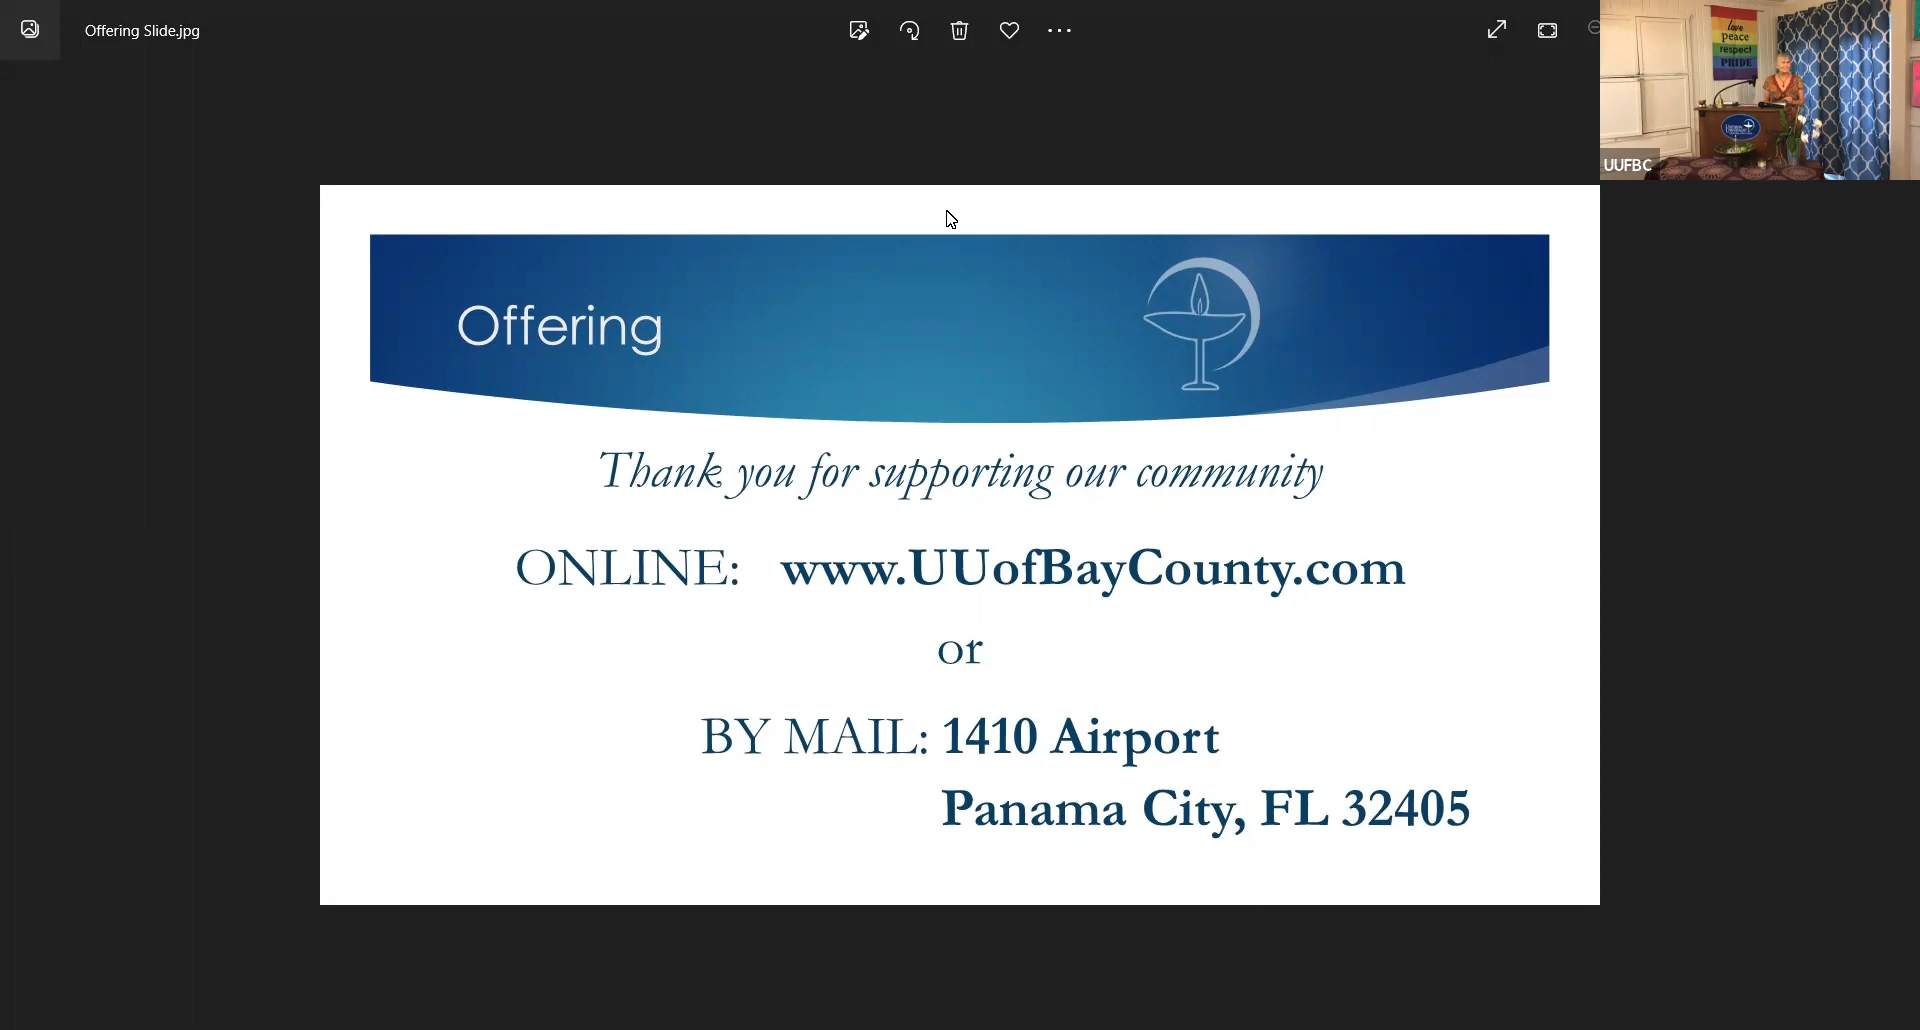 Offering Slide.jpg
love
peace
respect
PRIDE
UUFBC
Offering
Thank you for supporting our community
ONLINE: www.UUofBayCounty.com
or
BY MAIL: 1410 Airport
Panama City, FL 32405